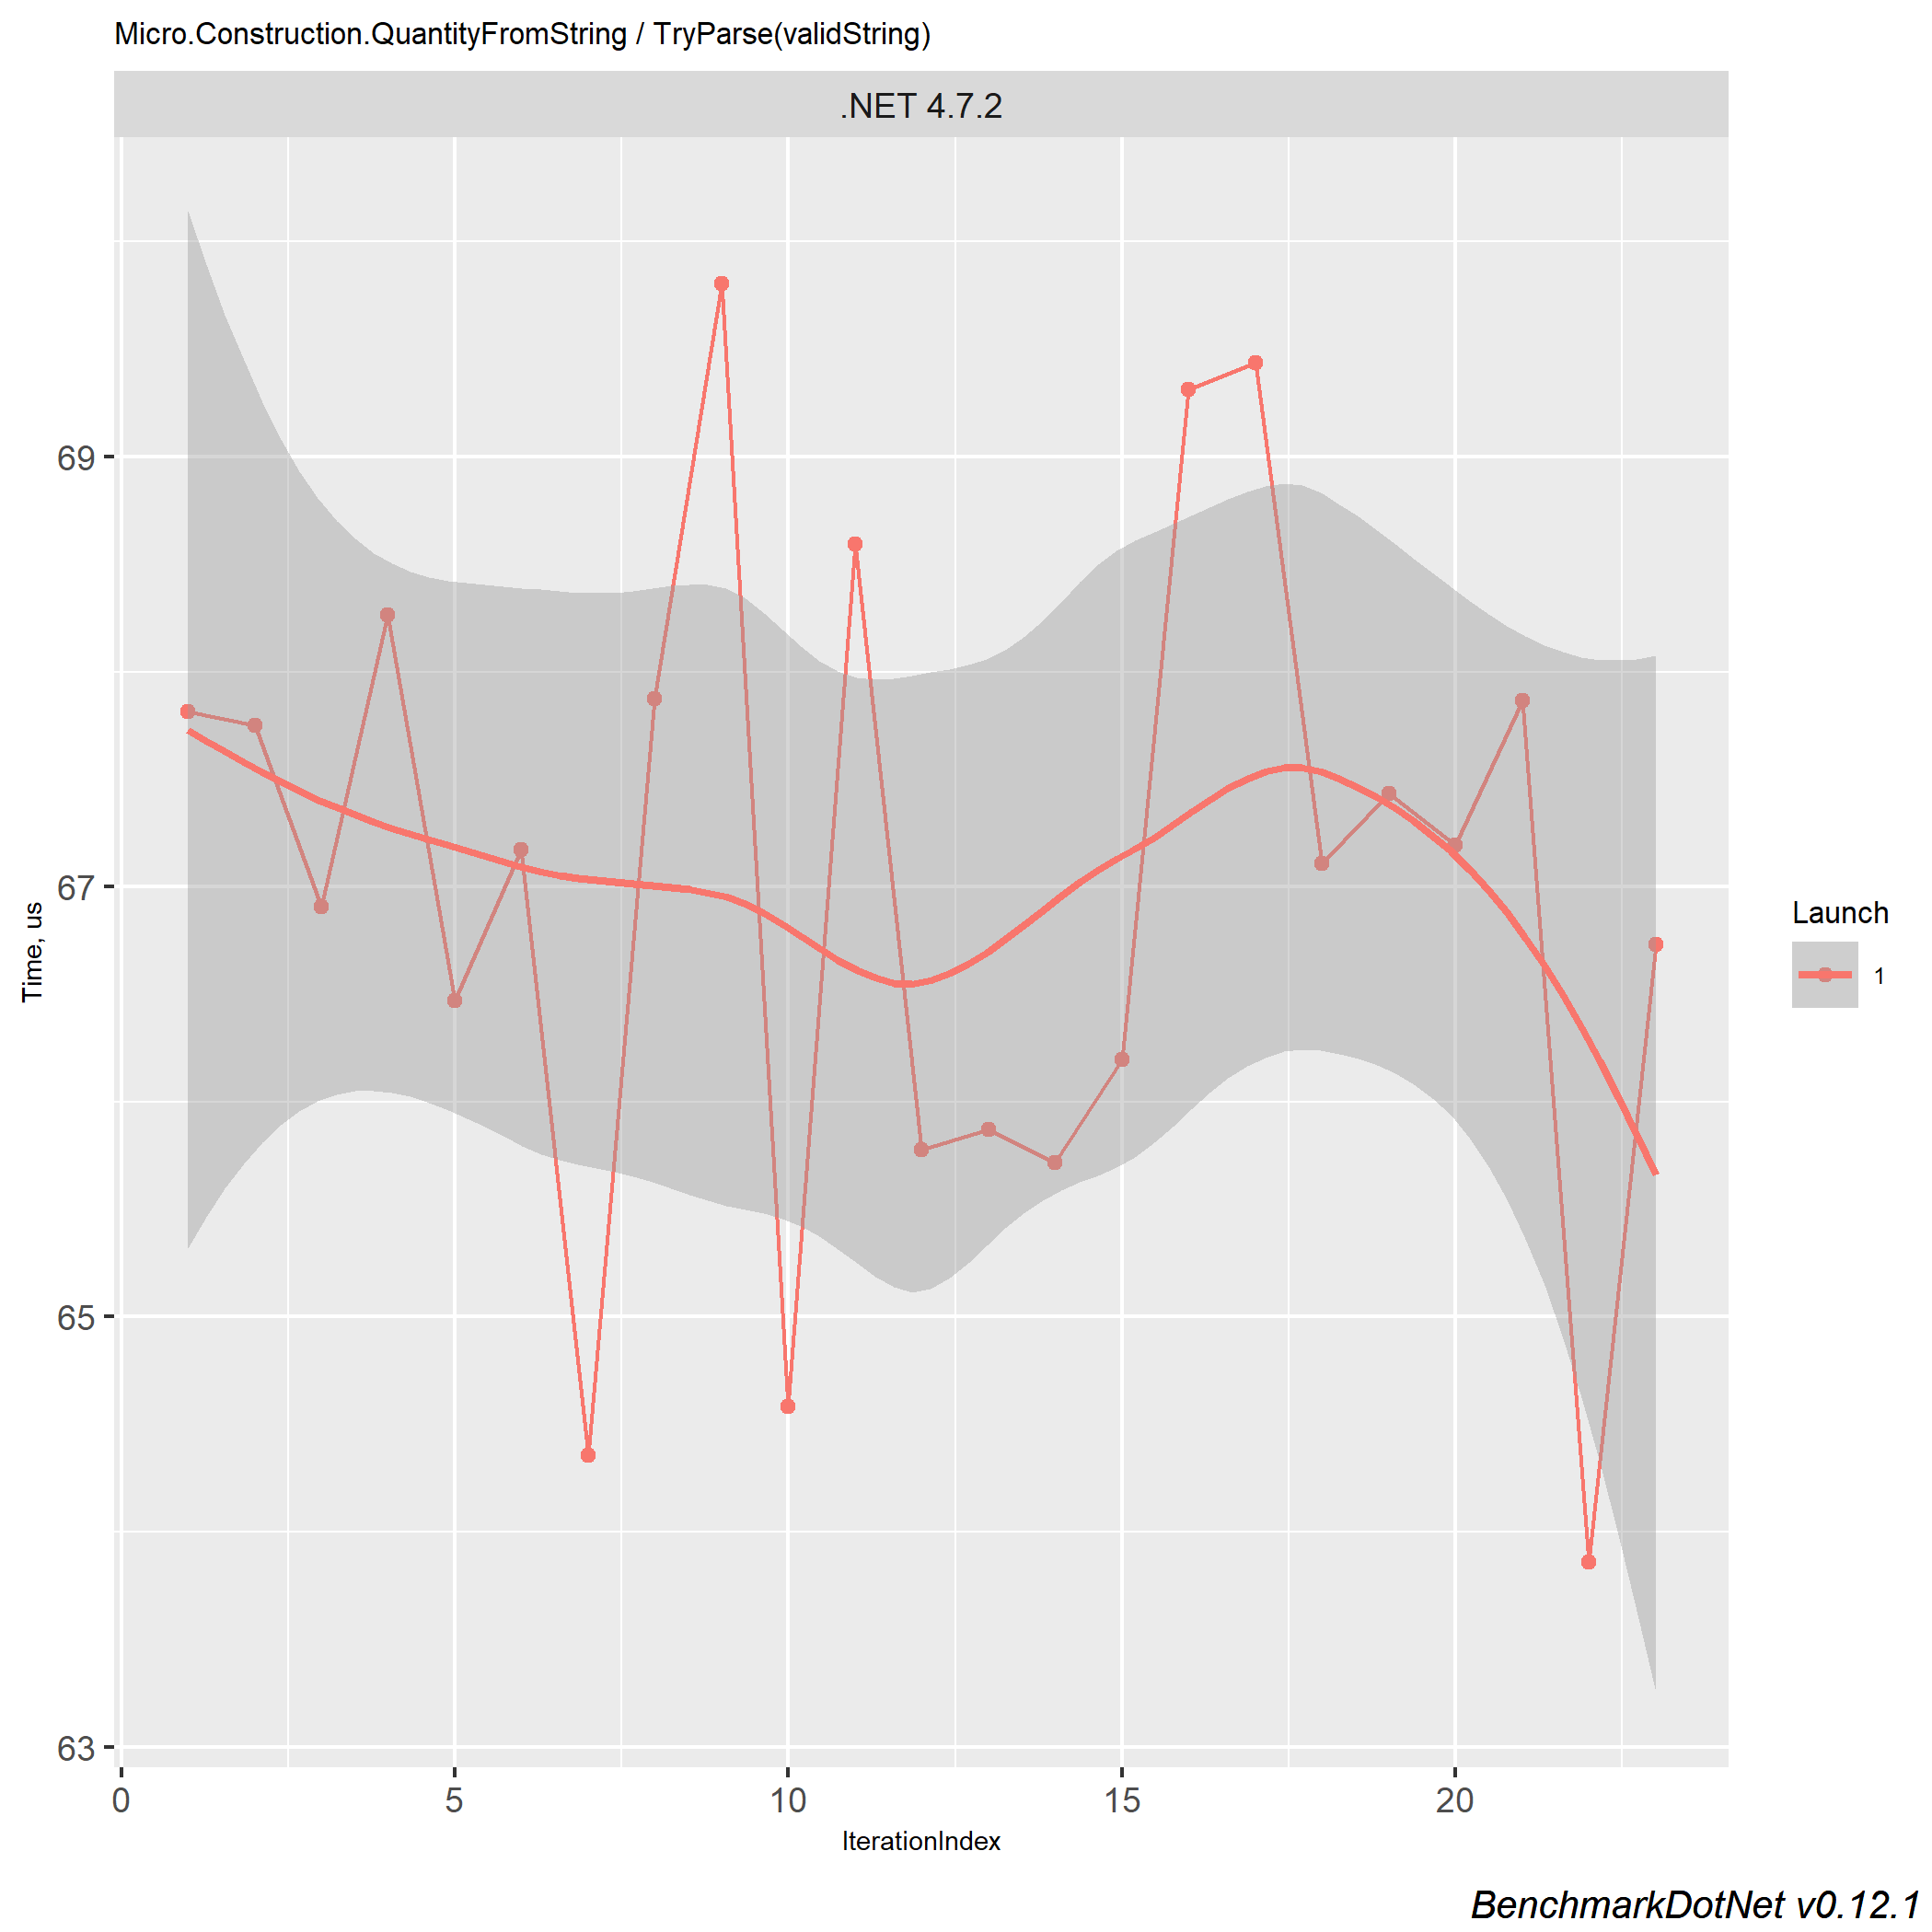 Micro.Construction.QuantityFromString / TryParse(validString)
.NET 4.7.2
69
67
65
63
Time, us
0 5 10 15 20
IterationIndex
Launch
1
BenchmarkDotNet v0.12.1